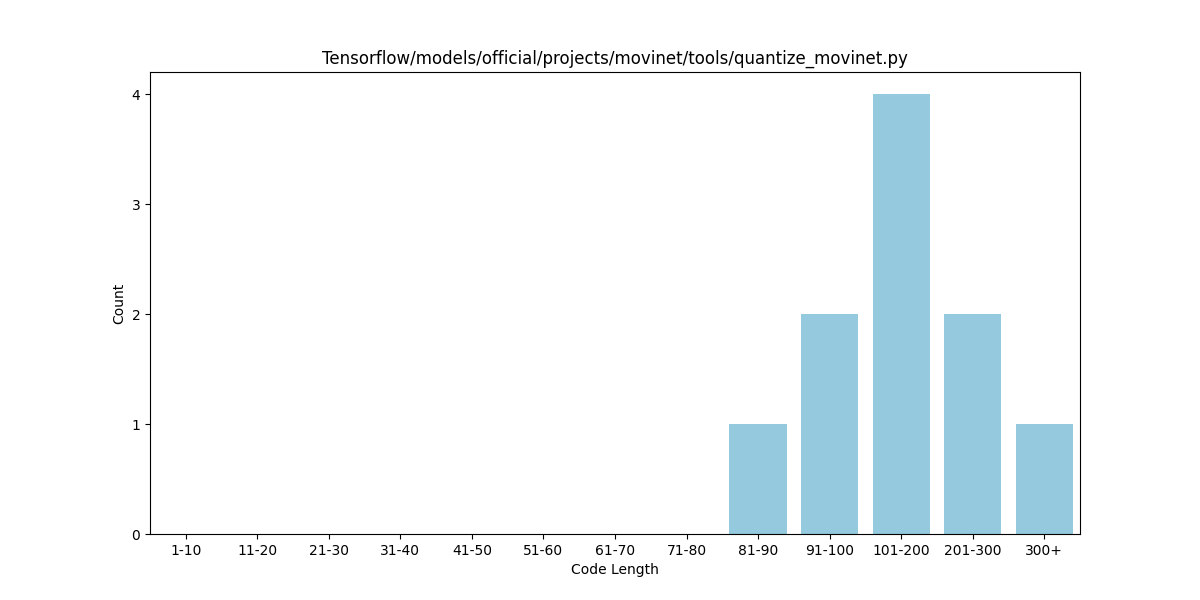 Tensorflow/models/official/projects/movinet/tools/quantize_movinet.py
4
3
2
1
0
Count
1-10 11-20 21-30 31-40 41-50 51-60 61-70 71-80 81-90 91-100 101-200 201-300 300+
Code Length